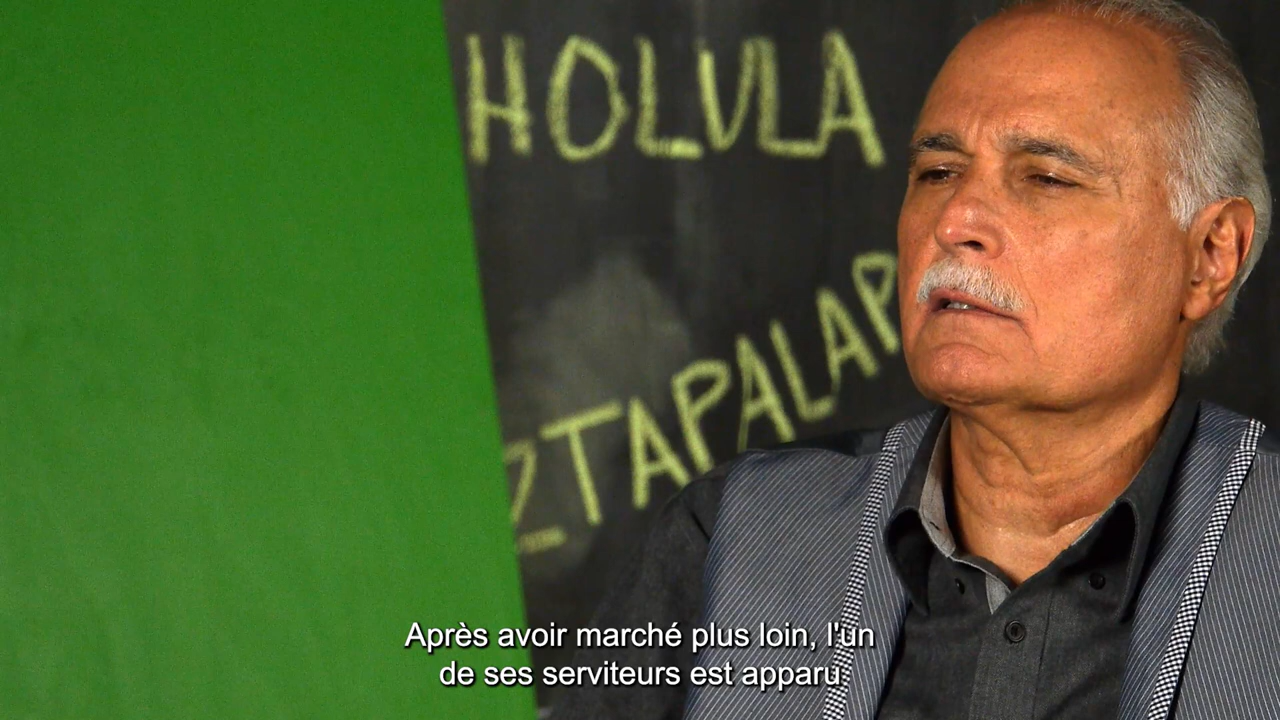 HOLULA
ZTAPALAP
Après avoir marché plus loin, l'un
de ses serviteurs est apparu.